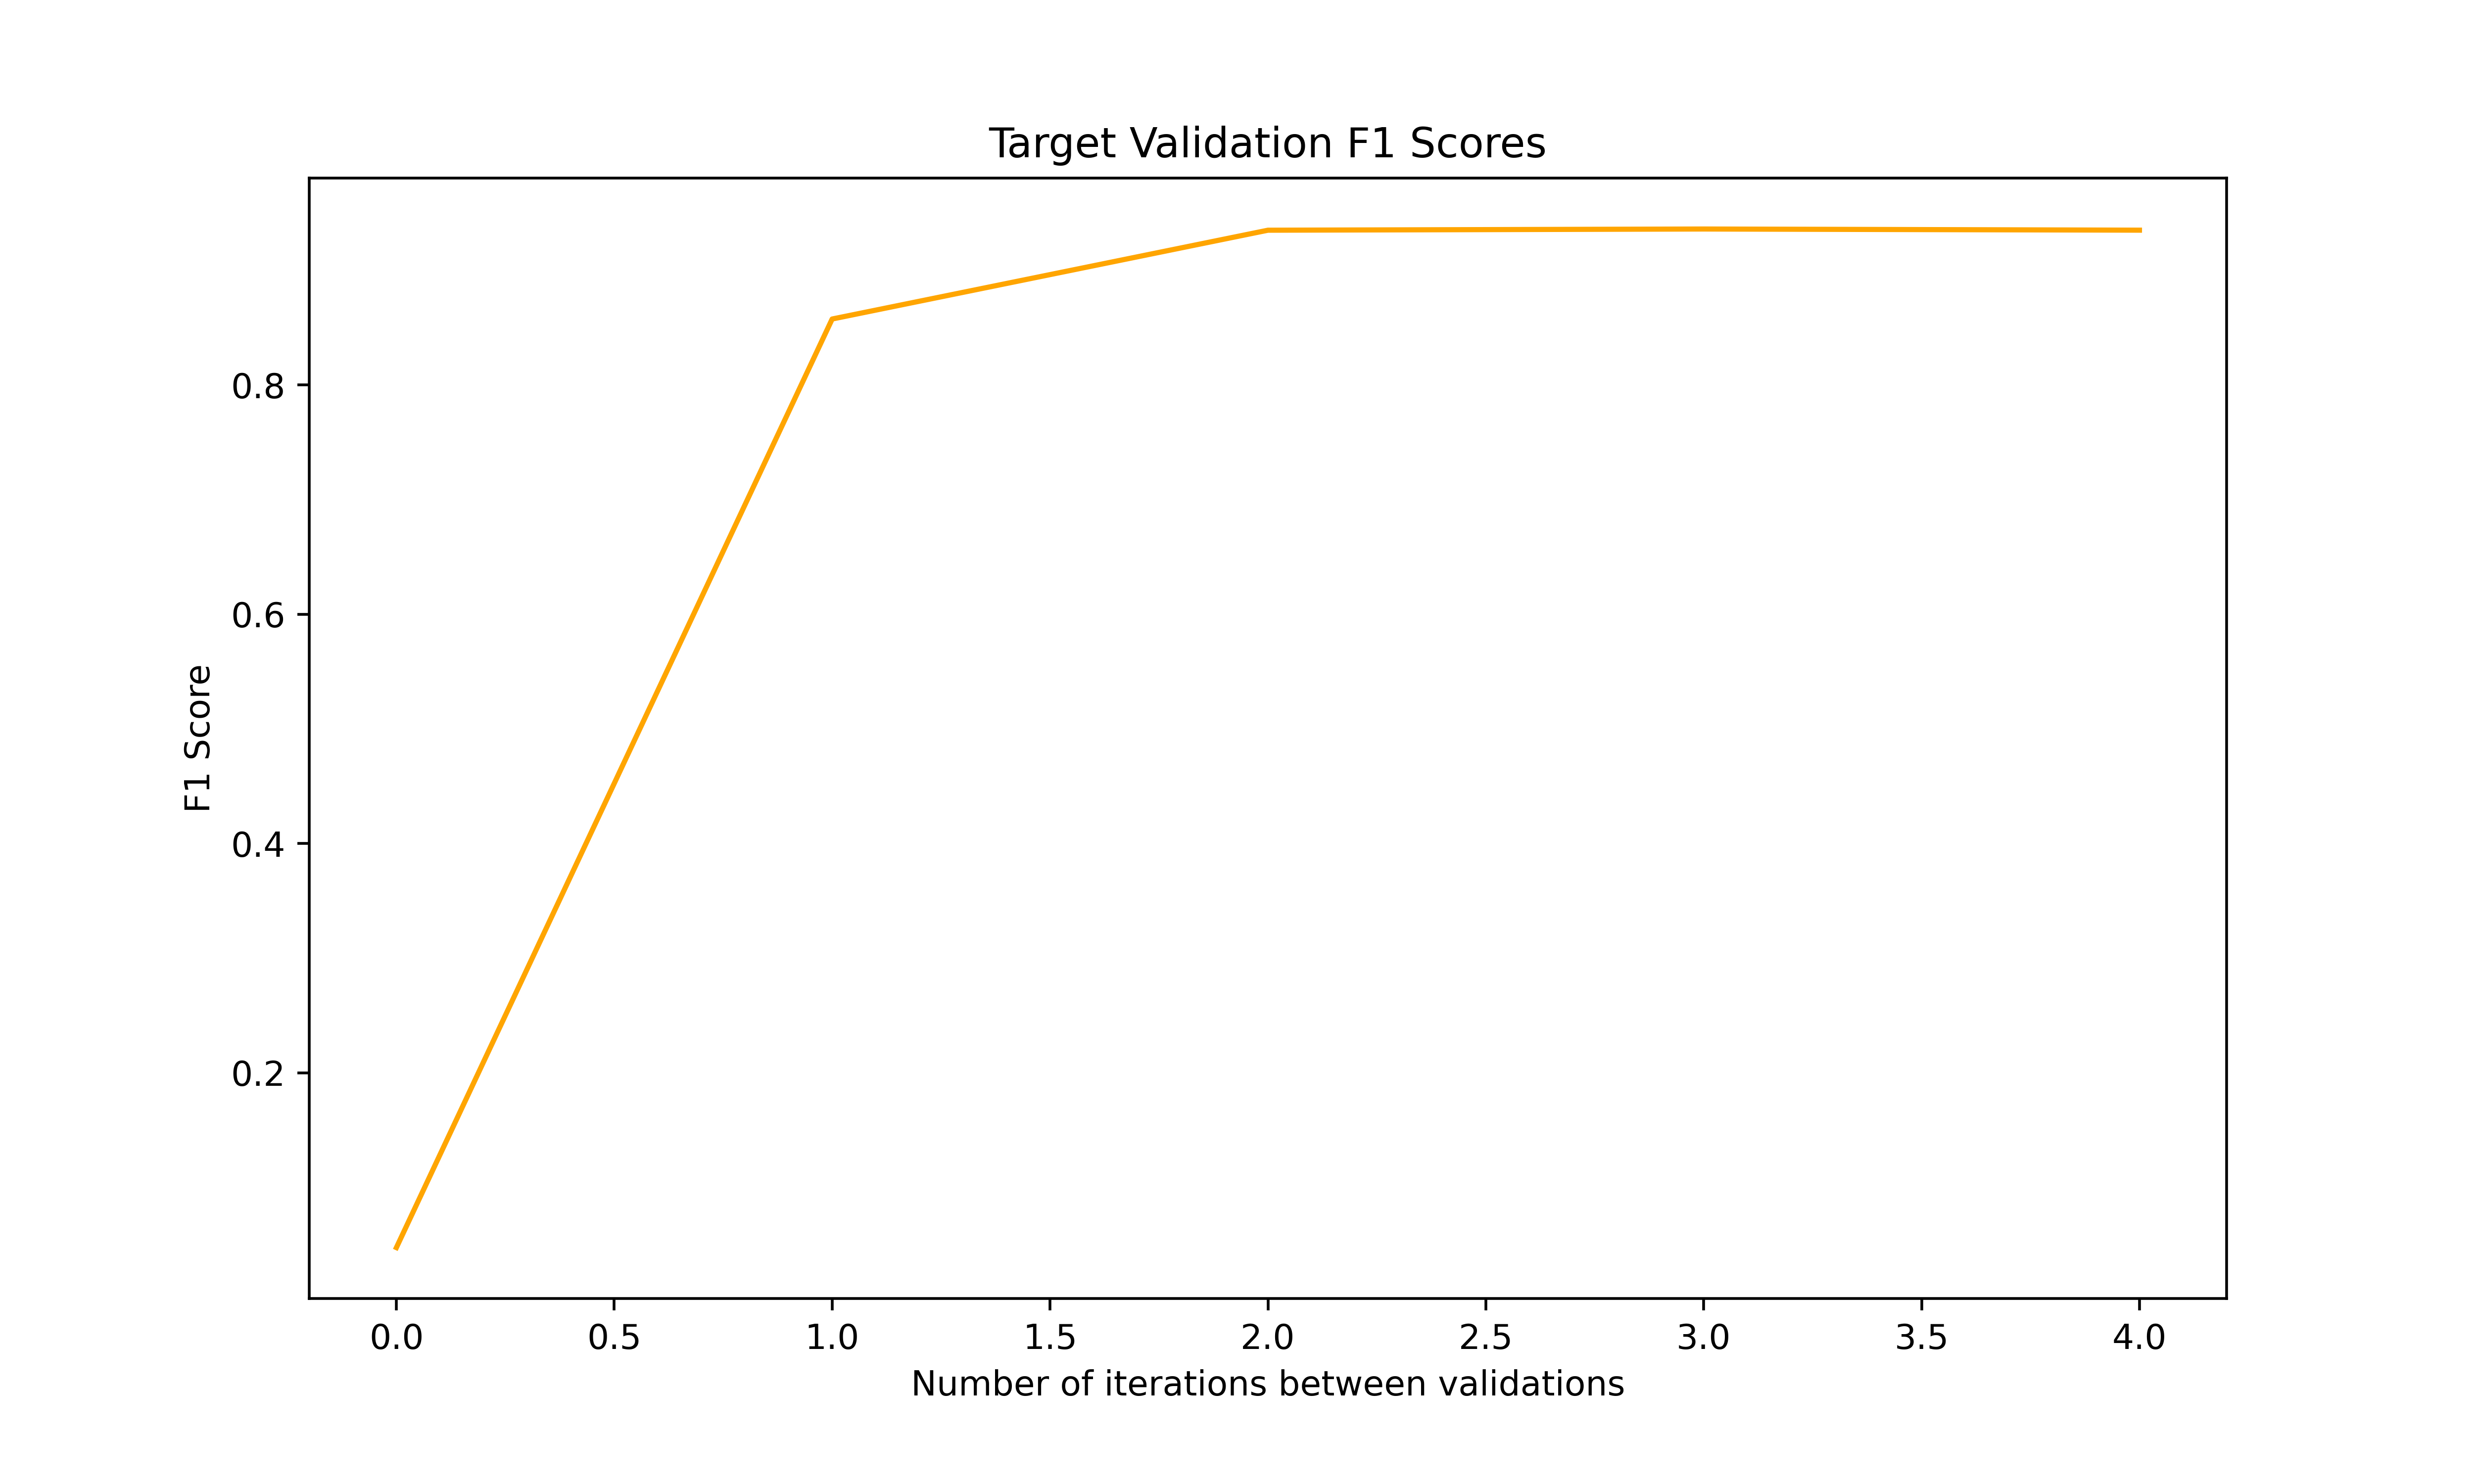 Target Validation F1 Scores
F1 Score
0.8
0.6
0.4
0.2
0.0 0.5 1.0 1.5 2.0 2.5 3.0 3.5 4.0
Number of iterations between validations